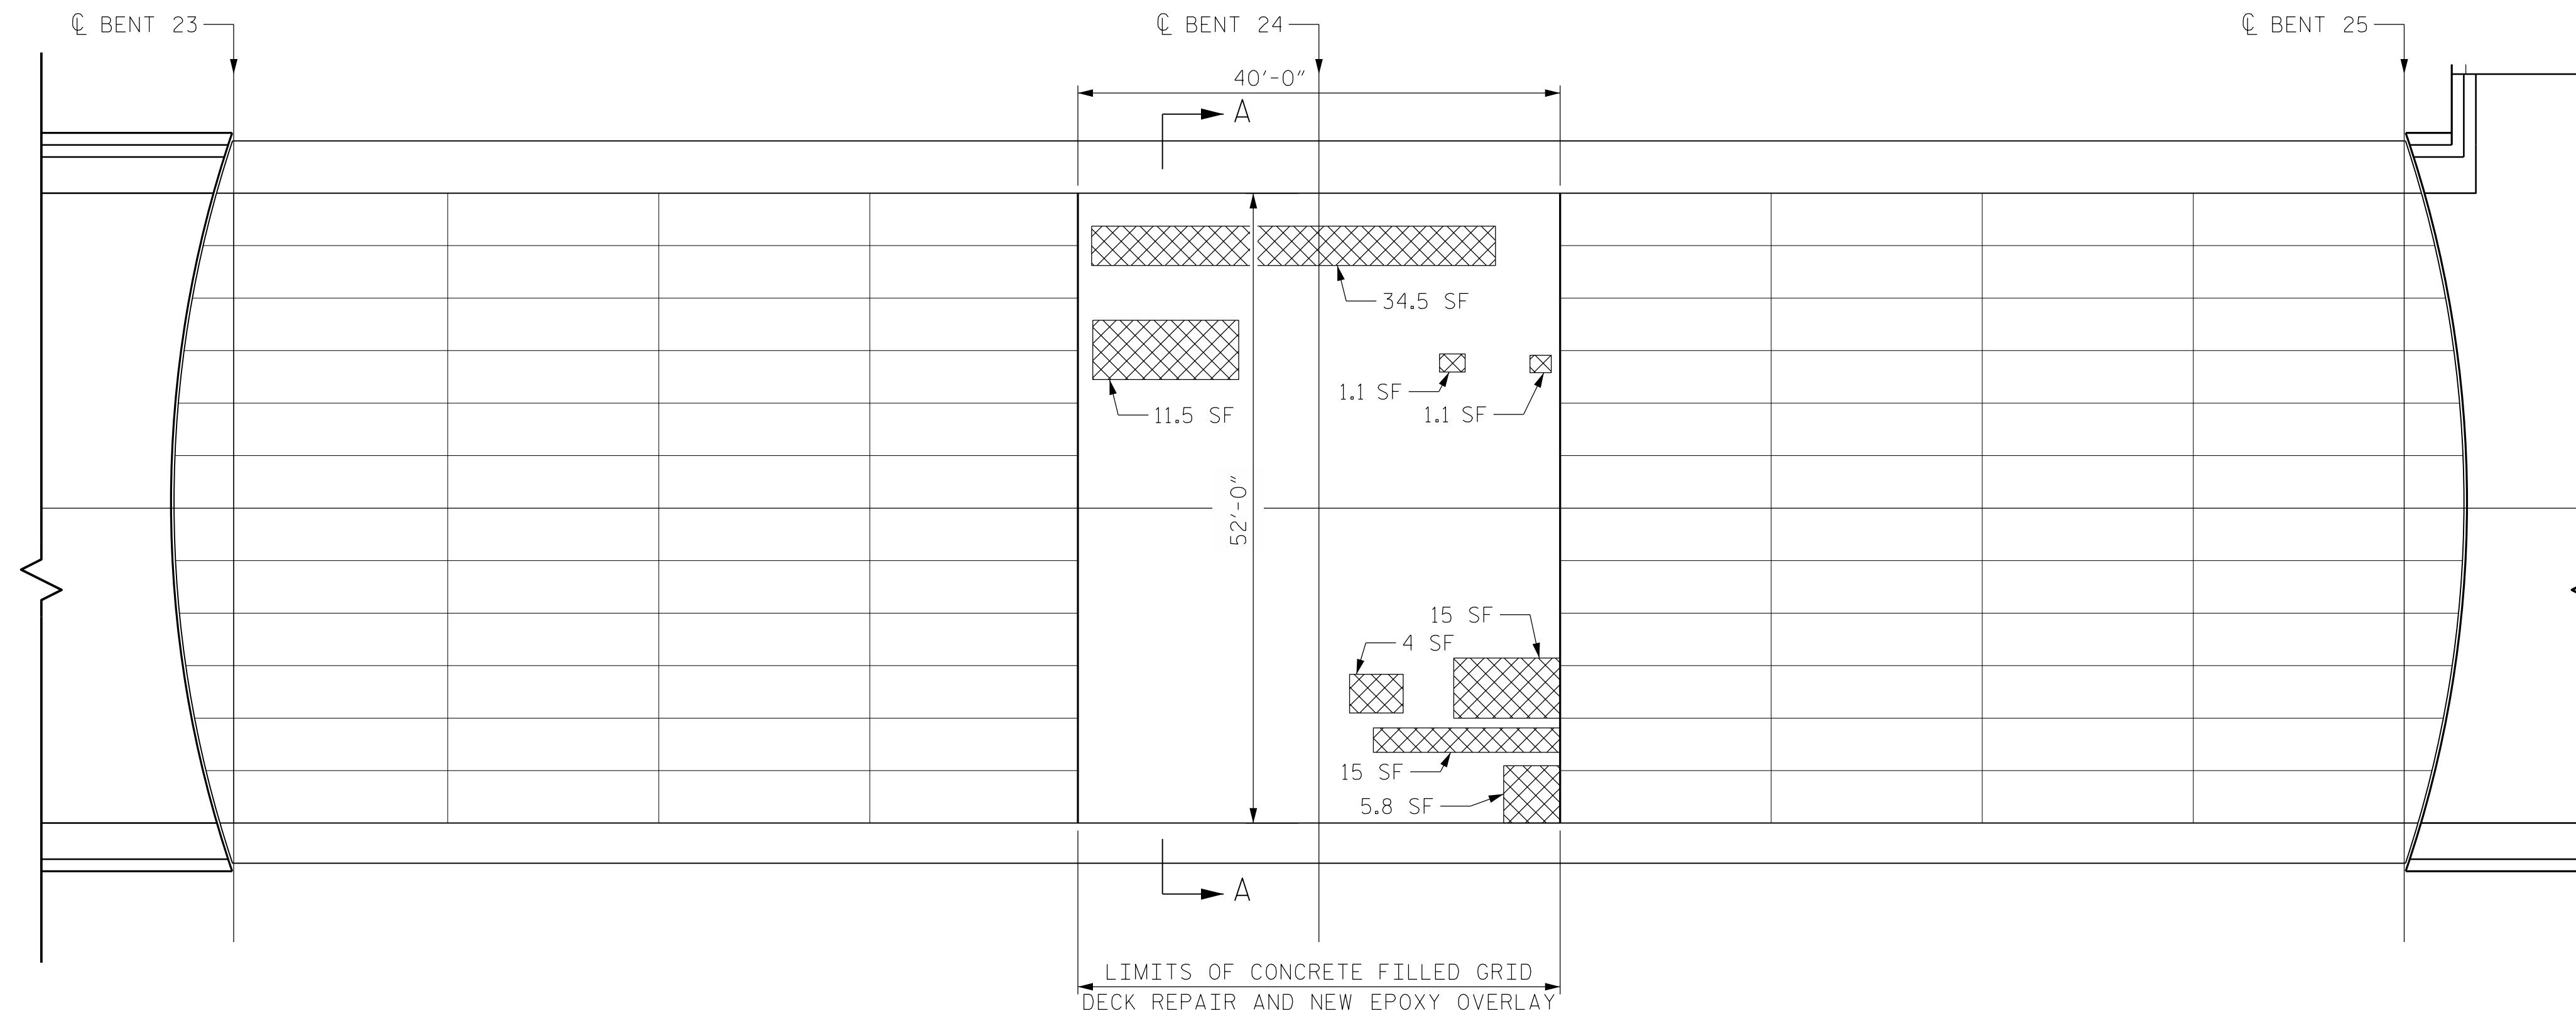 ℄ BENT 23
℄ BENT 24
℄ BENT 25
40'-0"
A
34.5 SF
1.1 SF
11.5 SF
1.1 SF
52'-0"
15 SF
4 SF
15 SF
5.8 SF
A
LIMITS OF CONCRETE FILLED GRID
DECK REPAIR AND NEW EPOXY OVERLAY